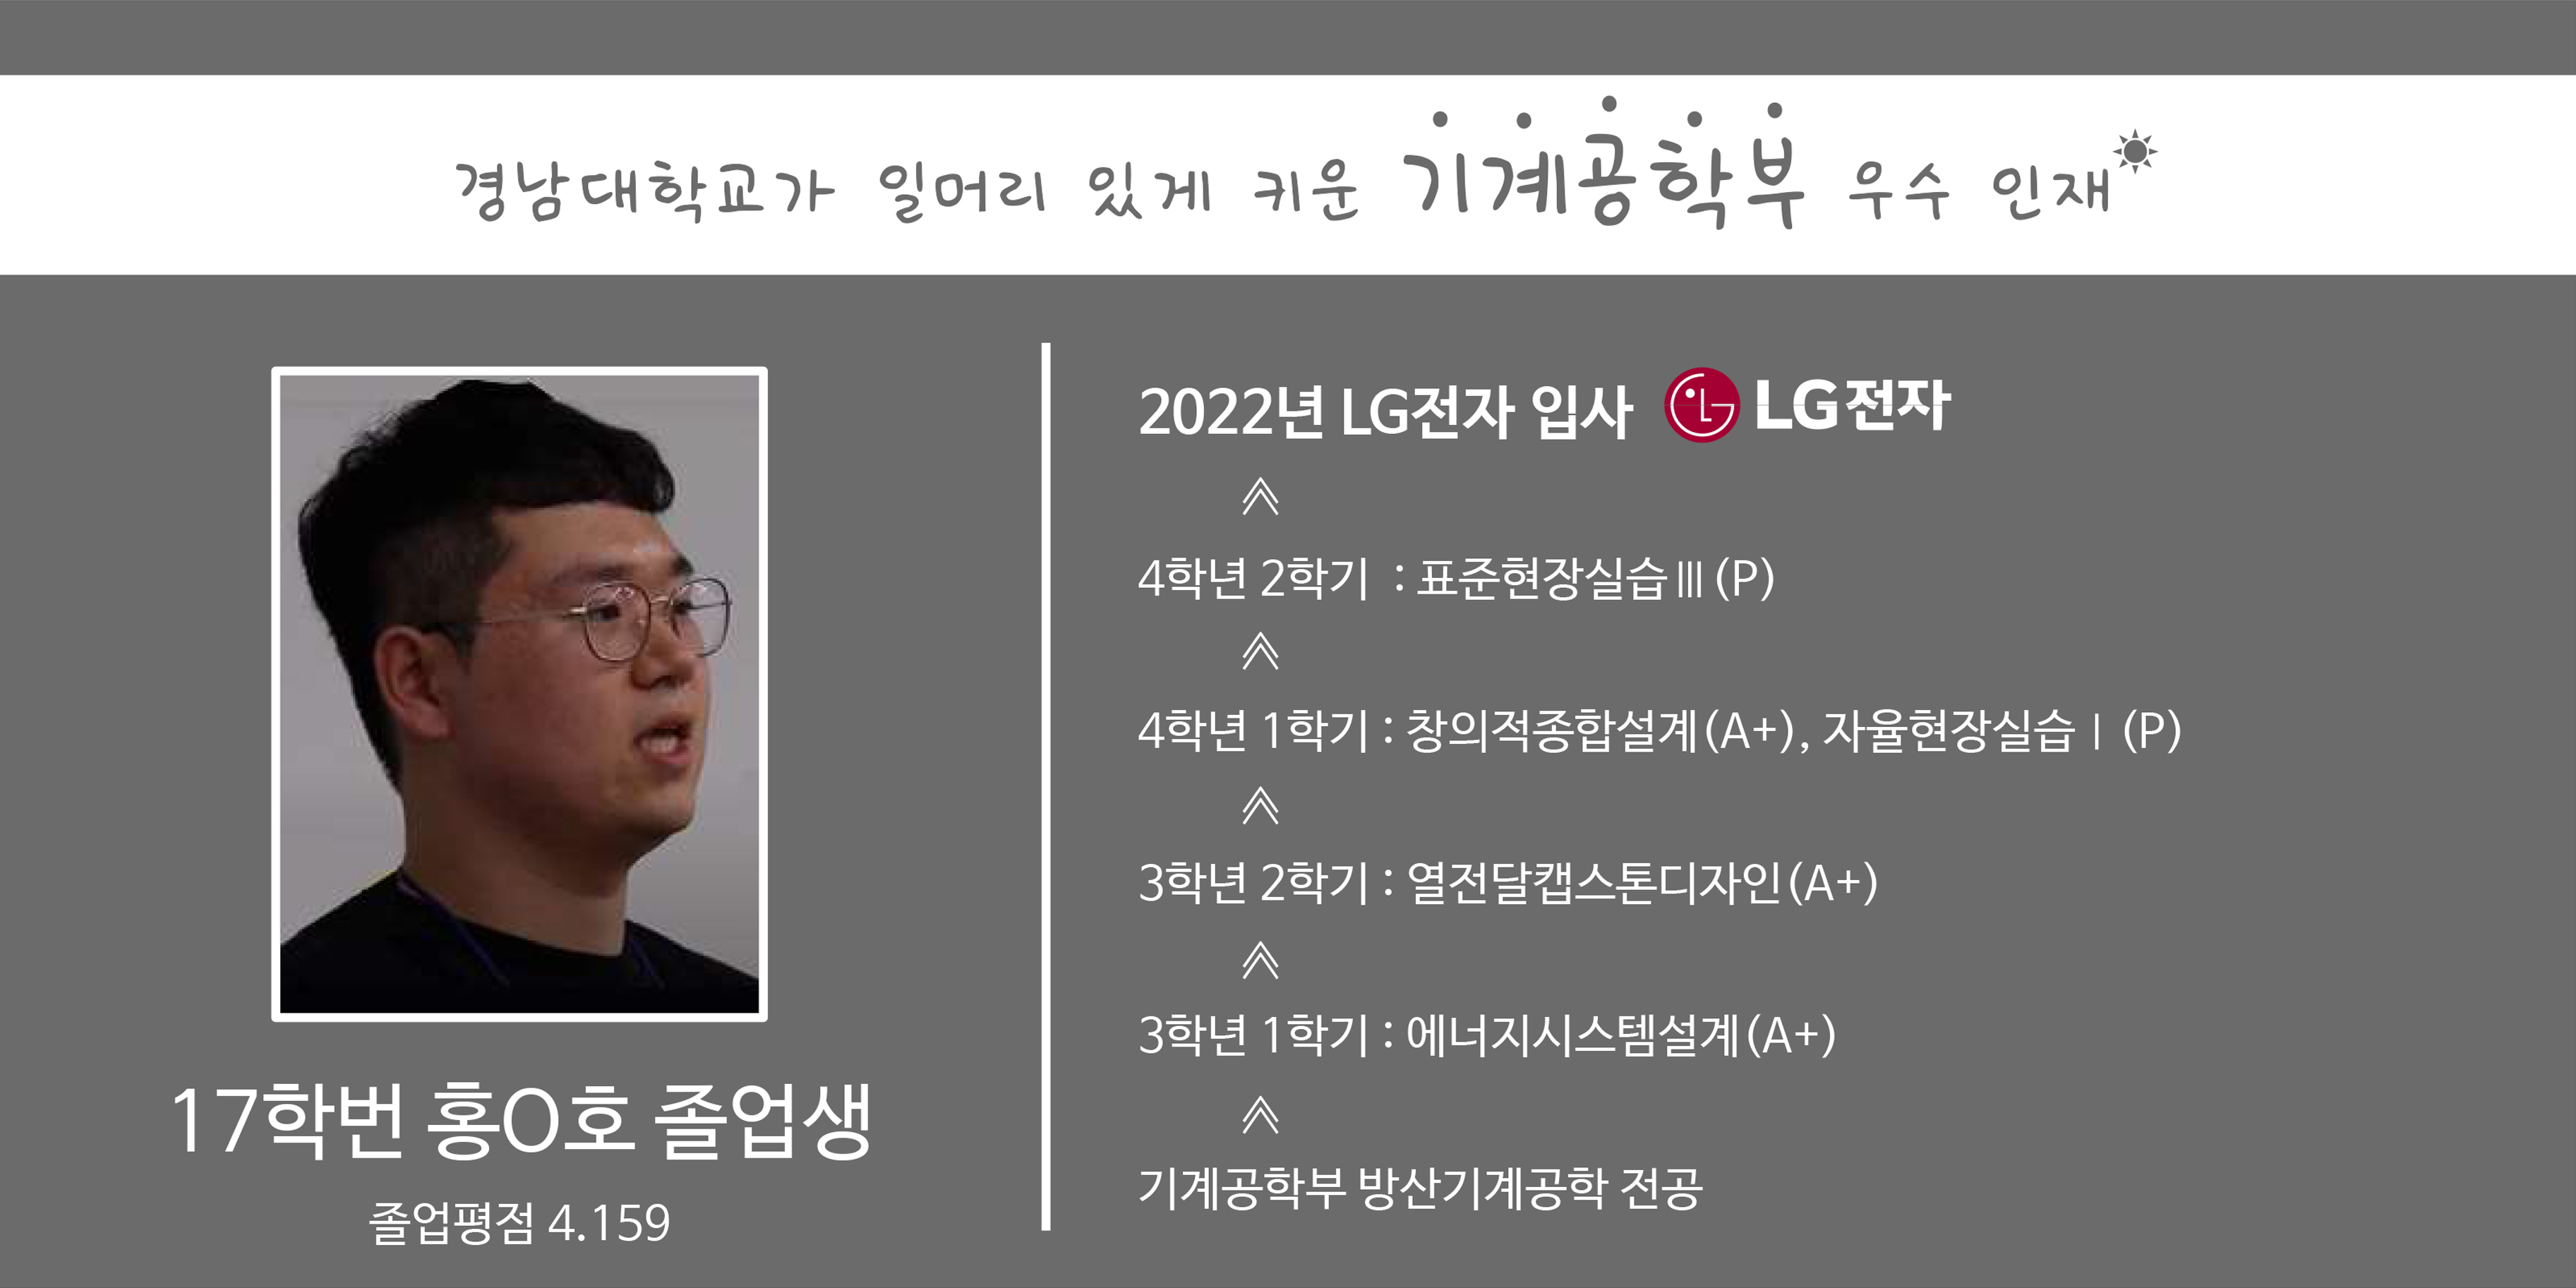 경남대학교가 일머리 있게 키운 기계공학부 우수 인재
2022년 LG전자 입사 LG전자
4학년 2학기 : 표준현장실습Ⅲ(P)
4학년 1학기 : 창의적종합설계(A+), 자율현장실습Ⅰ(P)
3학년 2학기 : 열전달캡스톤디자인(A+)
3학년 1학기 : 에너지시스템설계(A+)
기계공학부 방산기계공학 전공
17학번 홍O호 졸업생
졸업평점 4.159